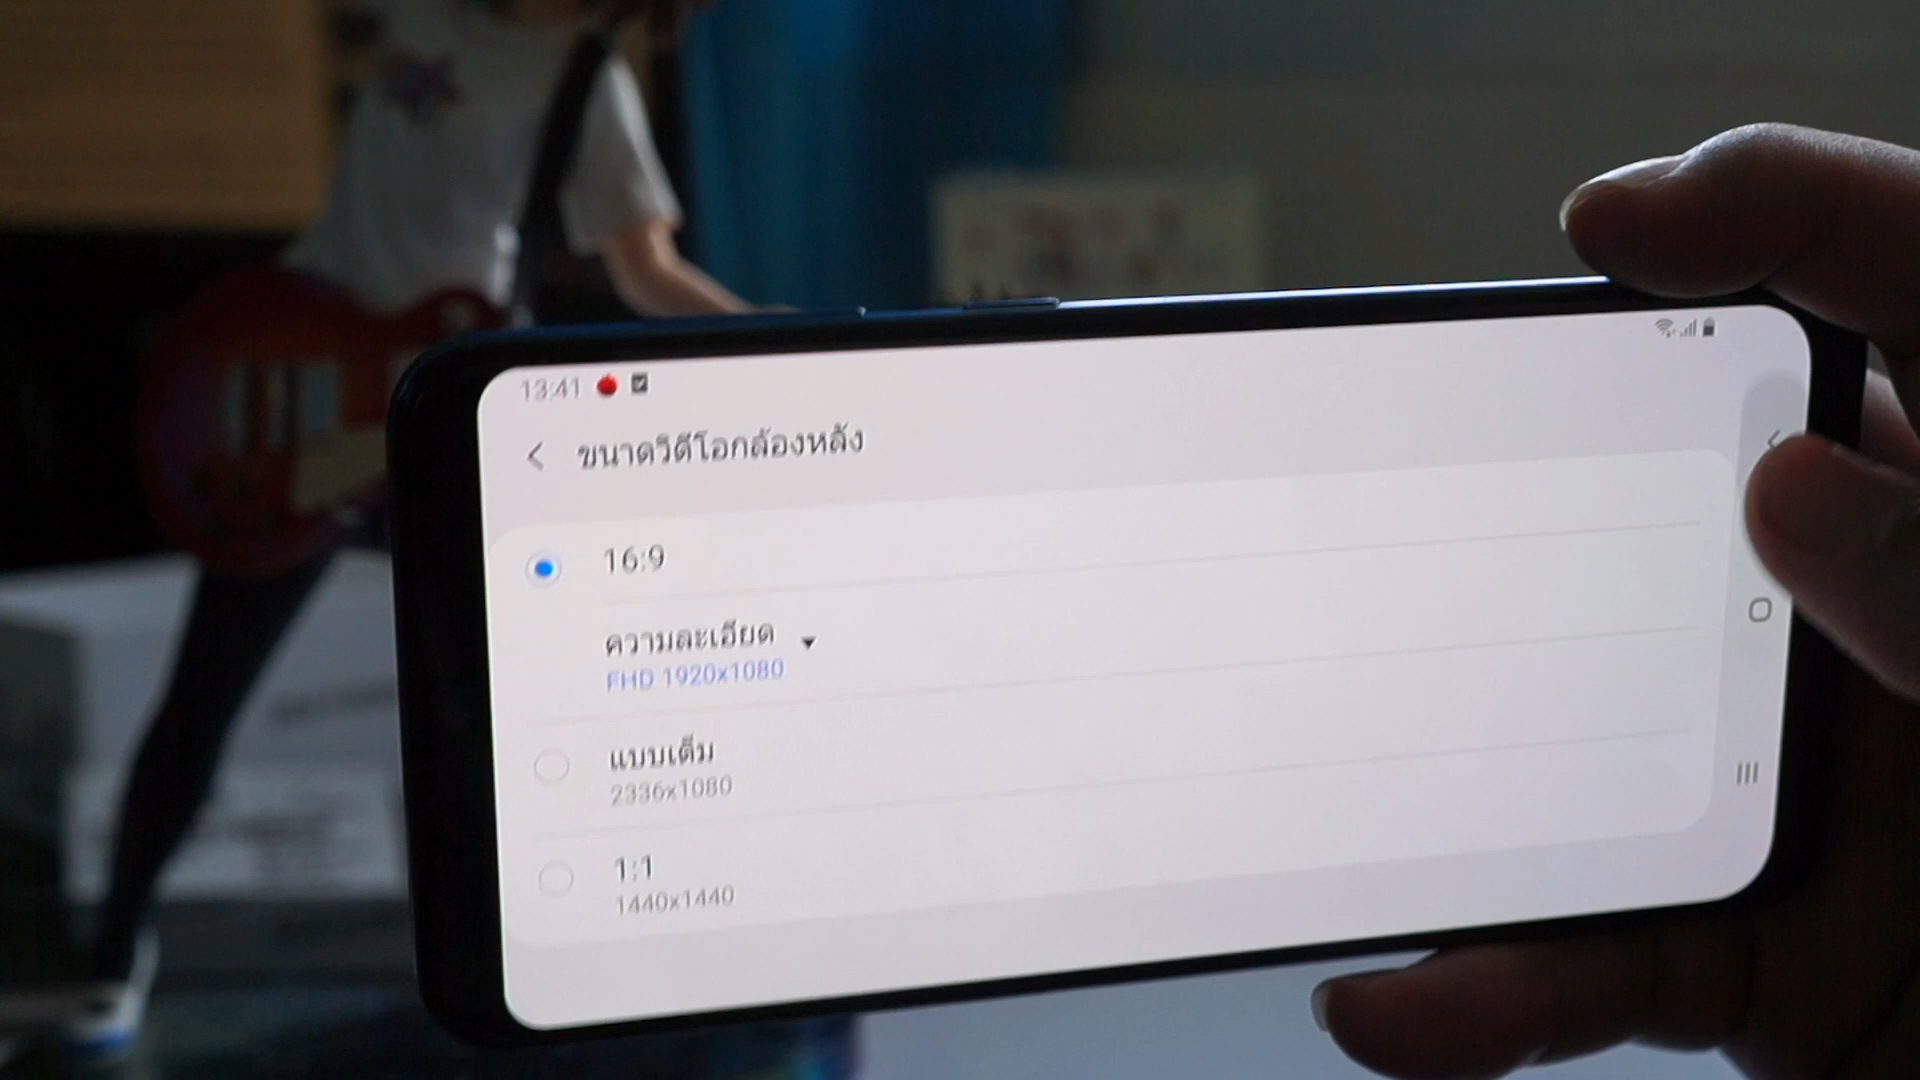 13:41
ขนาดวิดีโอกล้องหลัง
16:9
ความละเอียด
FHD 1920x1080
แบบเต็ม
2336x1080
1:1
1440x1440